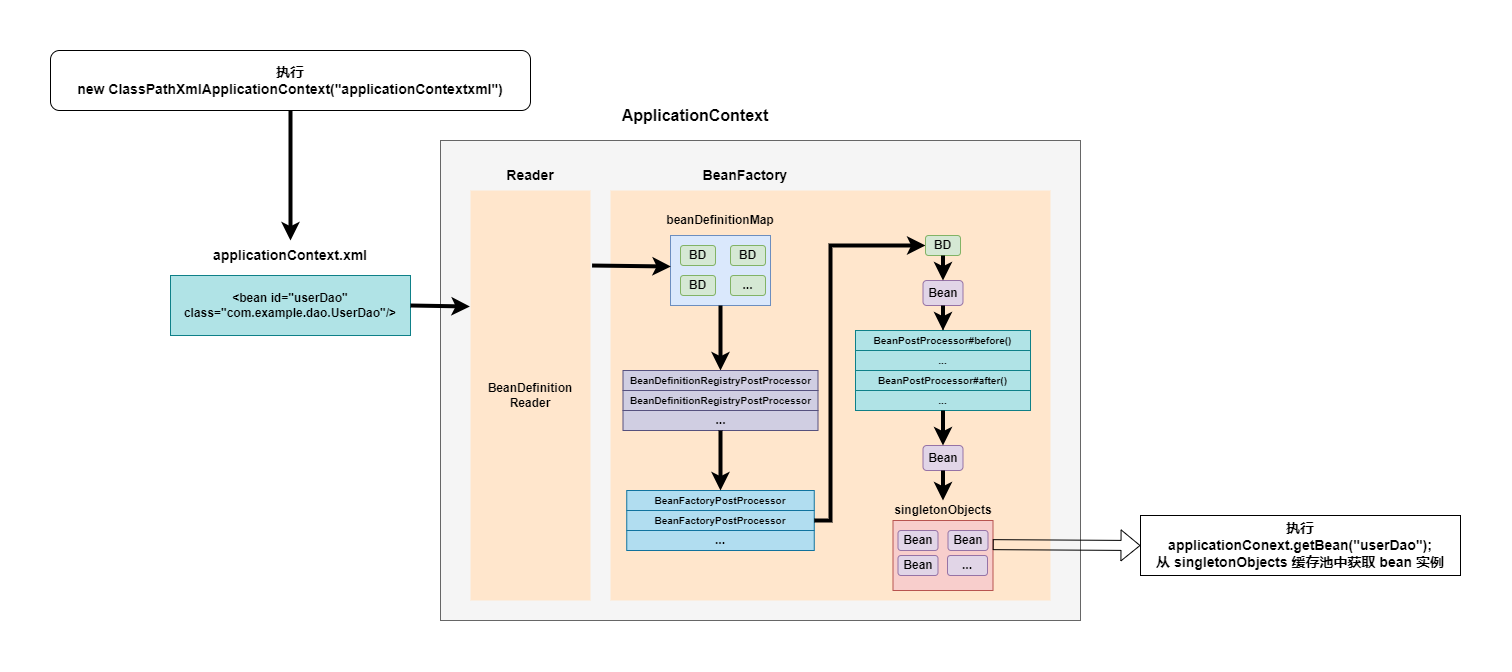 执行
new ClassPathXmlApplicationContext("applicationContextxml")
ApplicationContext
Reader
BeanFactory
beanDefinitionMap
BD
BD
BD
...
applicationContext.xml
<bean id="userDao"
class="com.example.dao.UserDao"/>
BeanDefinition
Reader
BeanDefinitionRegistryPostProcessor
BeanDefinitionRegistryPostProcessor
...
BeanFactoryPostProcessor
BeanFactoryPostProcessor
...
BD
Bean
BeanPostProcessor#before()
...
BeanPostProcessor#after()
...
Bean
singletonObjects
Bean
Bean
Bean
...
执行
applicationConext.getBean("userDao");
从 singletonObjects 缓存池中获取 bean 实例